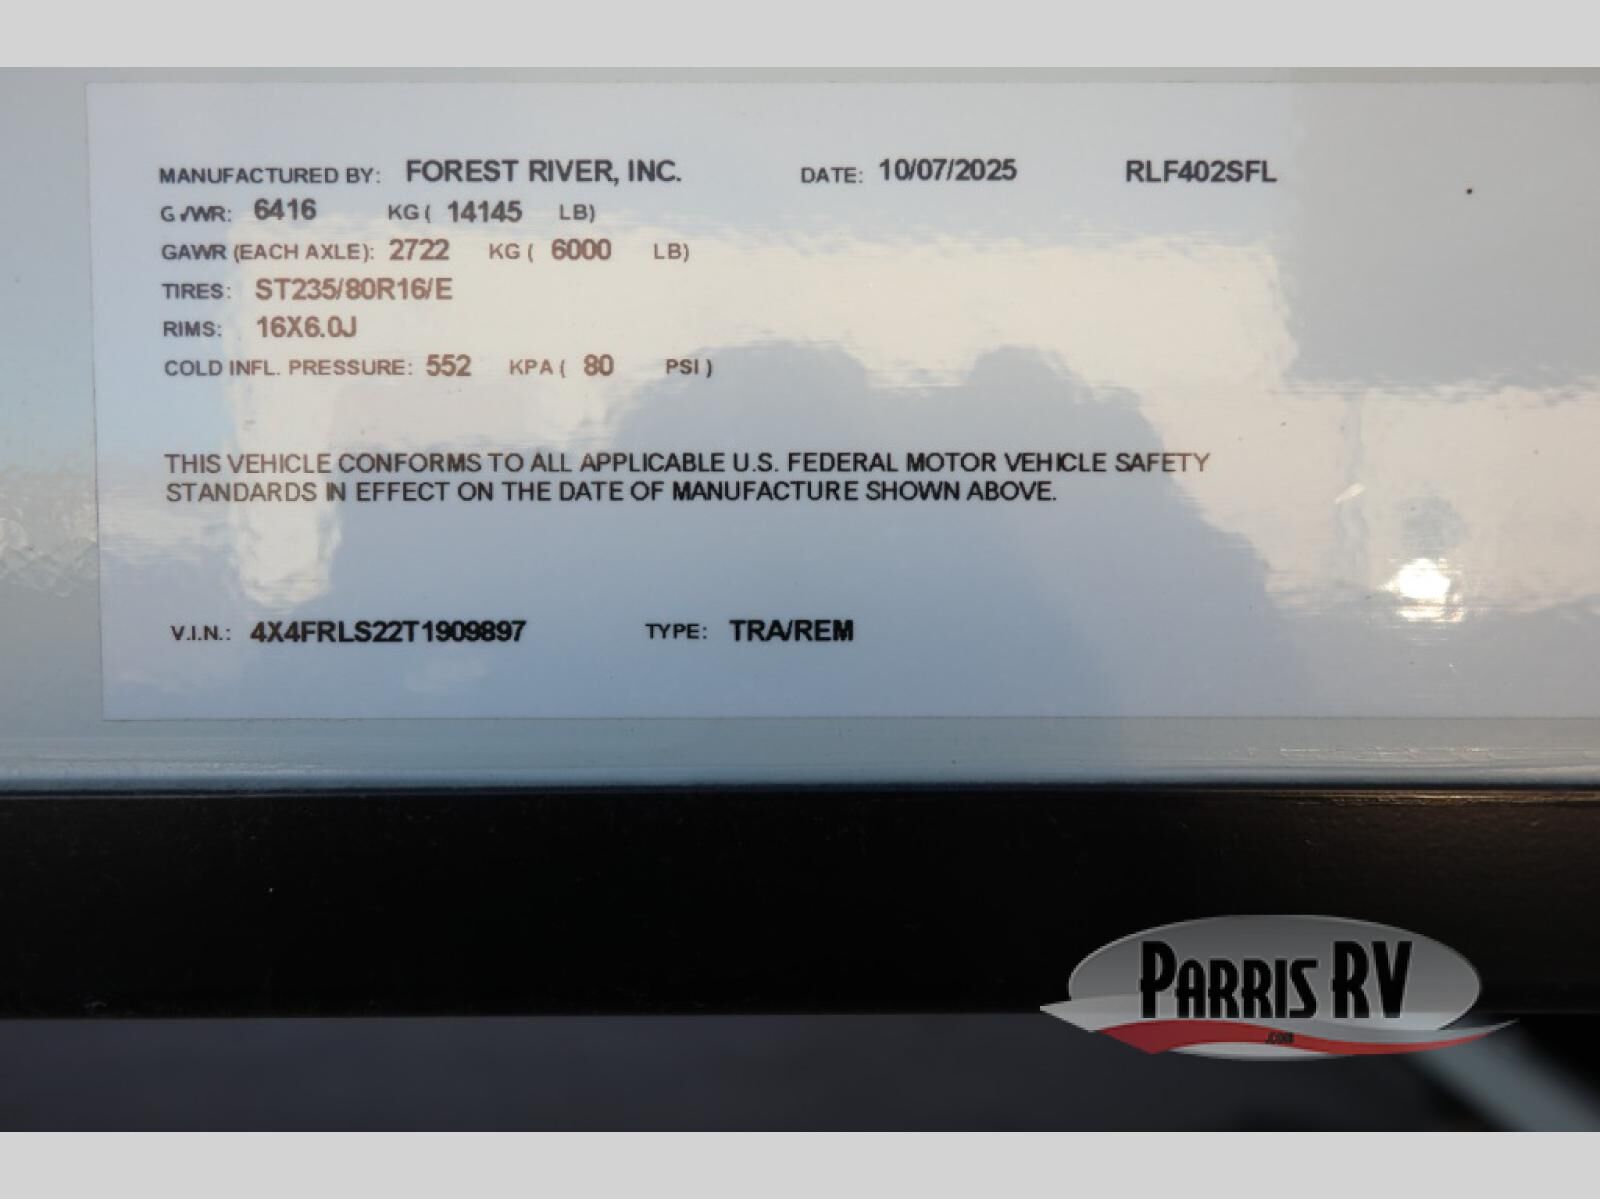 MANUFACTURED BY: FOREST RIVER, INC. DATE: 10/07/2025 RLF402SFL
GVWR: 6416 KG ( 14145 LB)
GAWR (EACH AXLE): 2722 KG ( 6000 LB)
TIRES: ST235/80R16/E
RIMS: 16X6.0J
COLD INFL. PRESSURE: 552 KPA ( 80 PSI )
THIS VEHICLE CONFORMS TO ALL APPLICABLE U.S. FEDERAL MOTOR VEHICLE SAFETY
STANDARDS IN EFFECT ON THE DATE OF MANUFACTURE SHOWN ABOVE.
V.I.N.: 4X4FRLS22T1909897 TYPE: TRA/REM
PARRIS RV
.COM